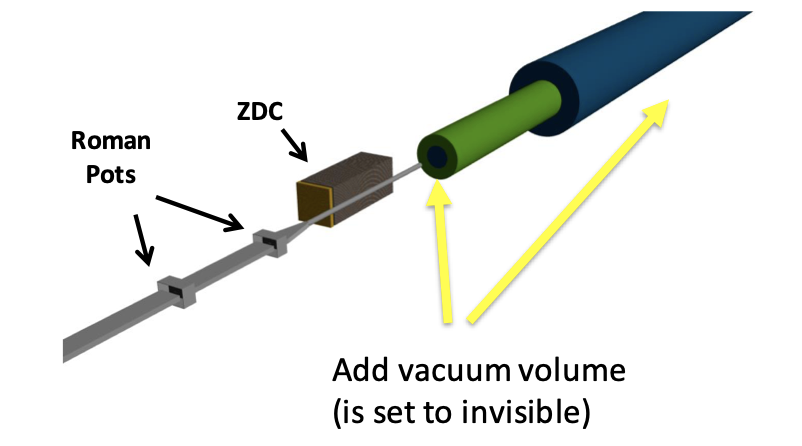 ZDC
Roman
Pots
Add vacuum volume
(is set to invisible)